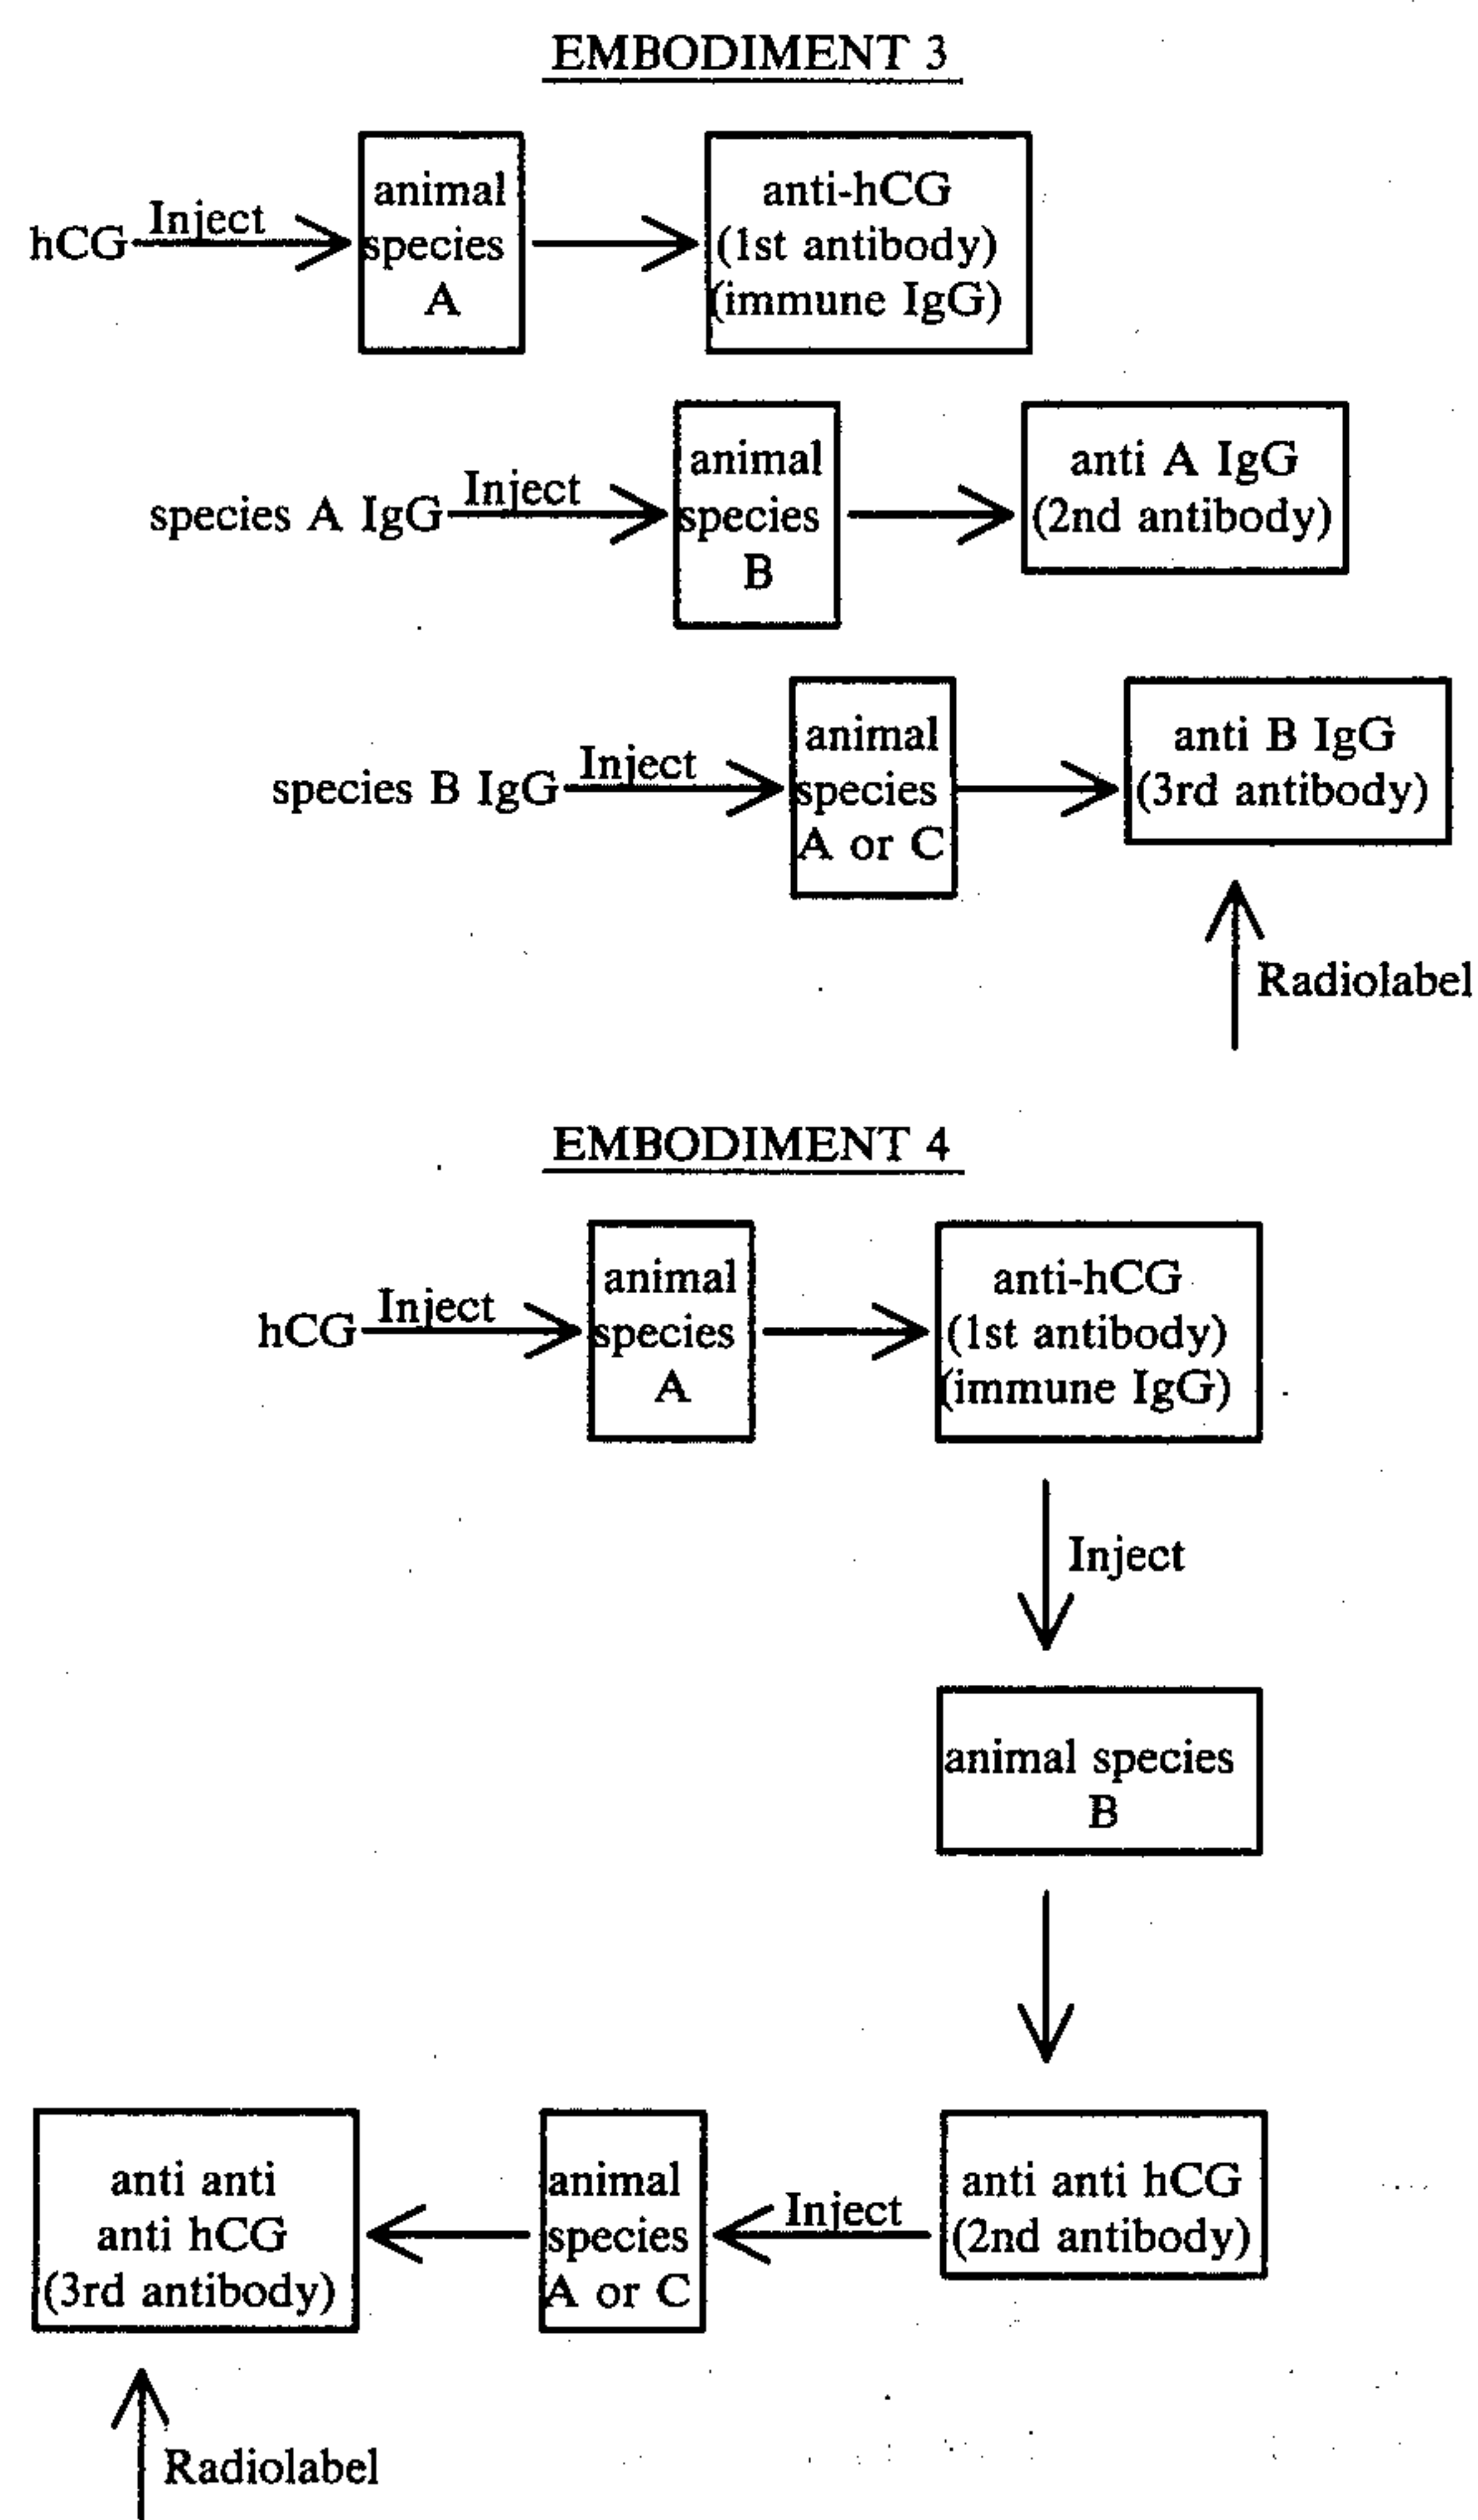 EMBODIMENT 3
hCG
Inject
animal
species
A
anti-hCG
(1st antibody)
(immune IgG)
species A IgG
Inject
animal
species
B
anti A IgG
(2nd antibody)
species B IgG
Inject
animal
species
A or C
anti B IgG
(3rd antibody)
Radiolabel
EMBODIMENT 4
hCG
Inject
animal
species
A
anti-hCG
(1st antibody)
(immune IgG)
Inject
animal species
B
anti anti hCG
(2nd antibody)
Inject
animal
species
A or C
anti anti
anti hCG
(3rd antibody)
Radiolabel